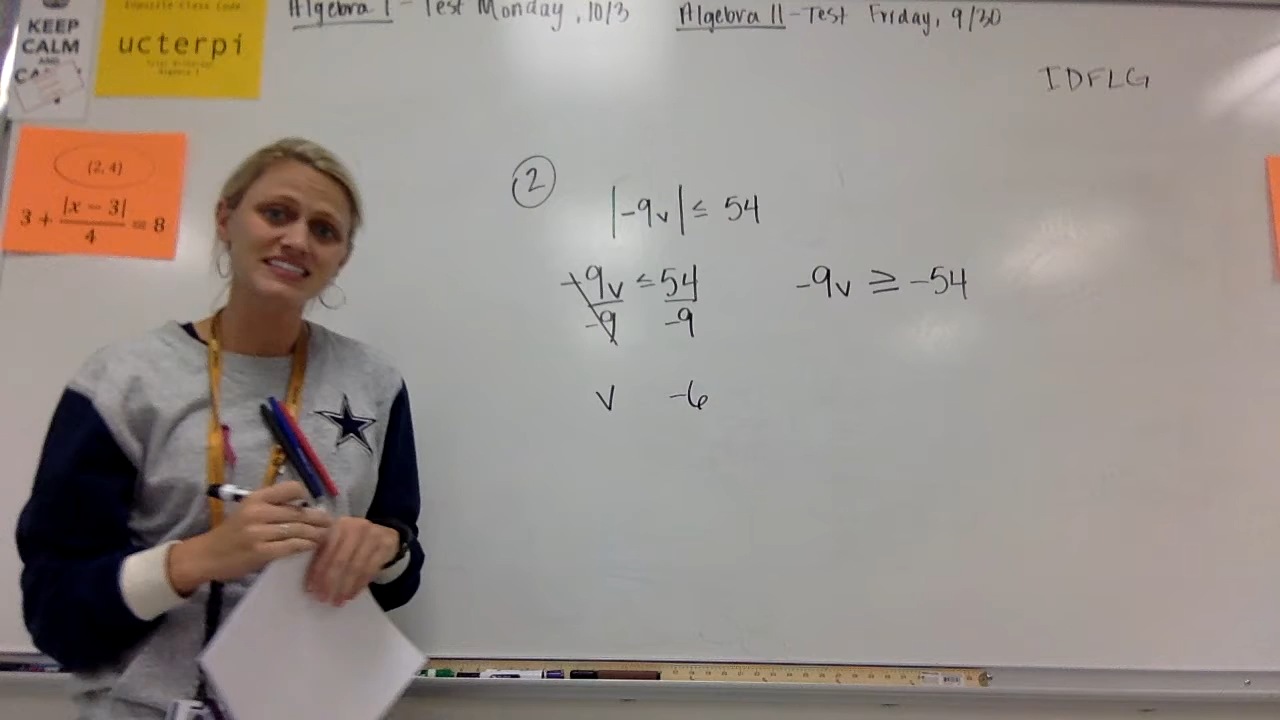 Algebra I - Test Monday, 10/3
Algebra II - Test Friday, 9/30
KEEP
CALM
AND
ucterpi
IDFLG
(2, 4)
3 + |x − 3| / 4 = 8
2
|-9v| ≤ 54
-9v ≤ 54
-9 -9
-9v ≥ -54
v -6